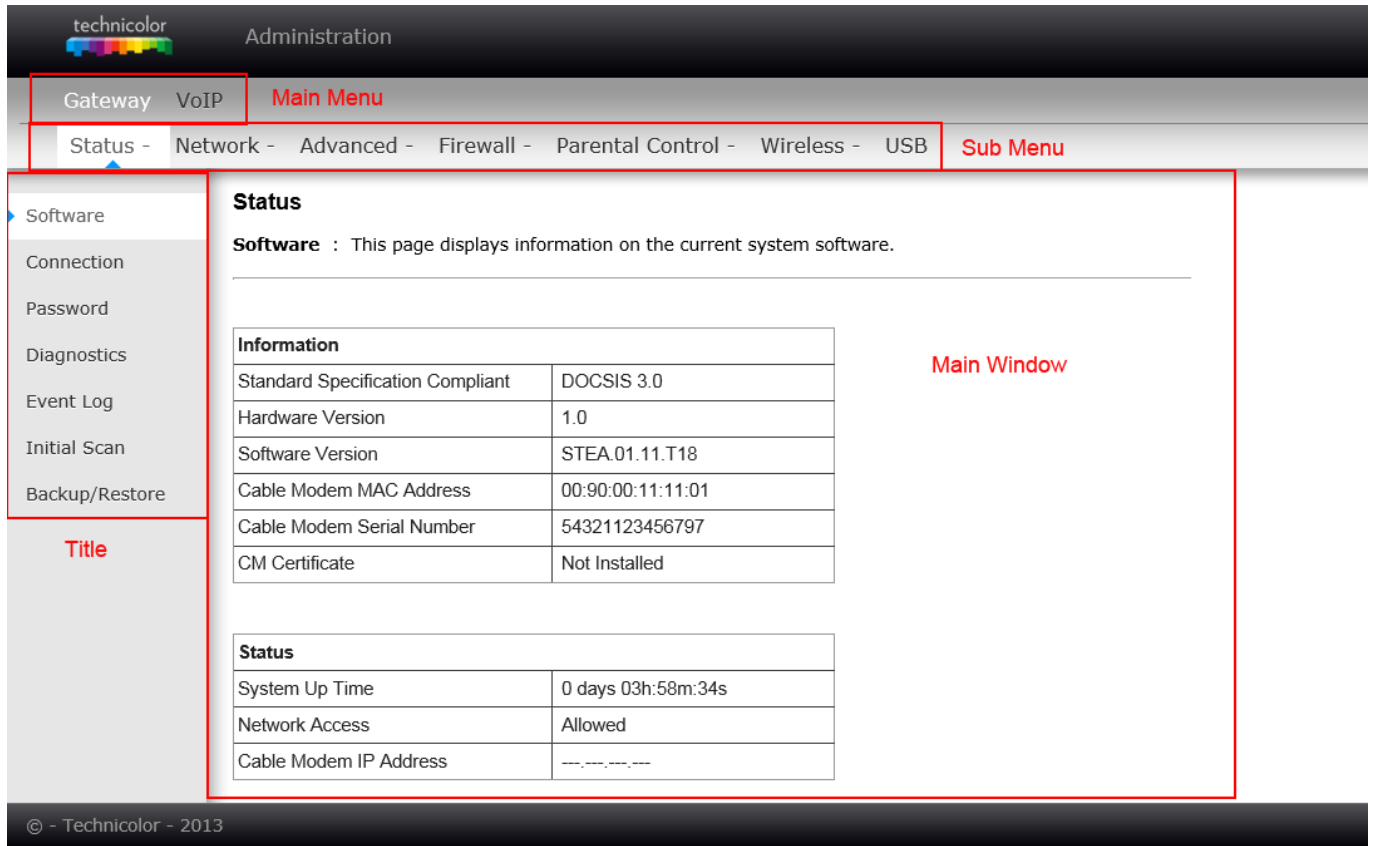 technicolor
Administration
Gateway VoIP Main Menu
Status - Network - Advanced - Firewall - Parental Control - Wireless - USB Sub Menu
Software
Connection
Password
Diagnostics
Event Log
Initial Scan
Backup/Restore
Title
Status
Software : This page displays information on the current system software.
Main Window
Information
Standard Specification Compliant DOCSIS 3.0
Hardware Version 1.0
Software Version STEA.01.11.T18
Cable Modem MAC Address 00:90:00:11:11:01
Cable Modem Serial Number 54321123456797
CM Certificate Not Installed
Status
System Up Time 0 days 03h:58m:34s
Network Access Allowed
Cable Modem IP Address ---.---.---.---
© - Technicolor - 2013